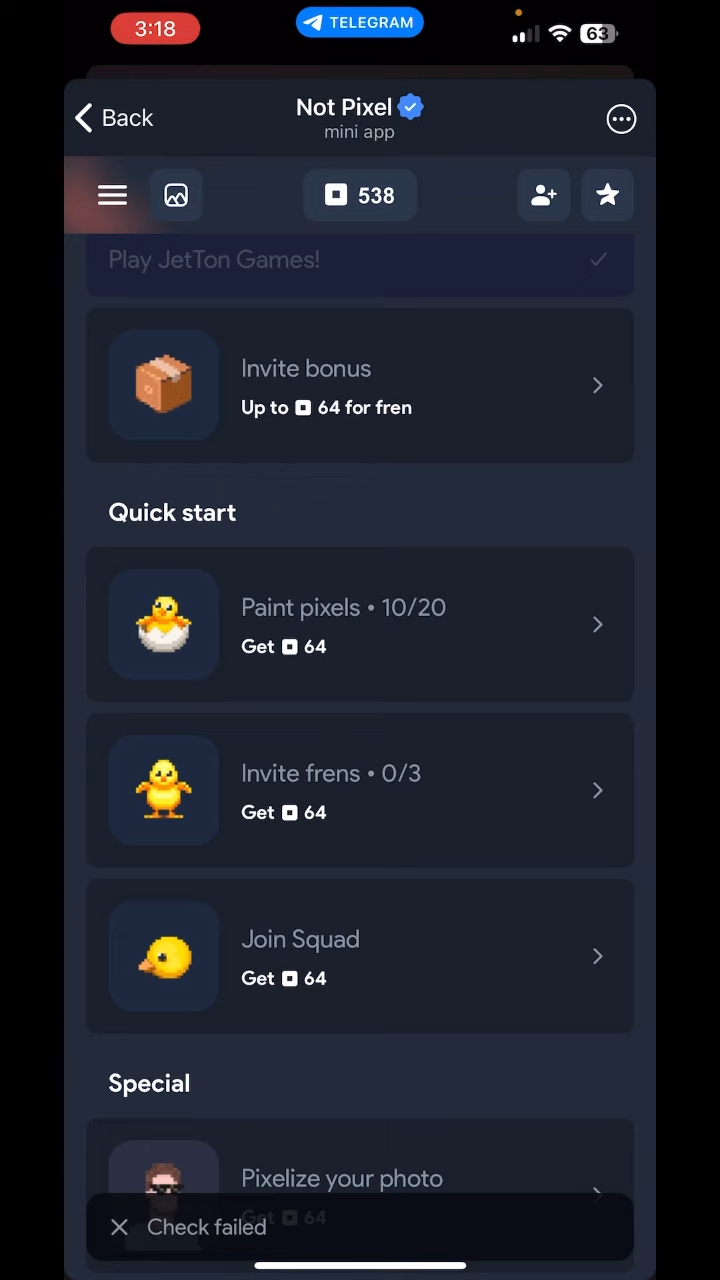 3:18
TELEGRAM
63
Back
Not Pixel
mini app
538
Play JetTon Games!
Invite bonus
Up to 64 for fren
Quick start
Paint pixels • 10/20
Get 64
Invite frens • 0/3
Get 64
Join Squad
Get 64
Special
Pixelize your photo
Get 64
Check failed